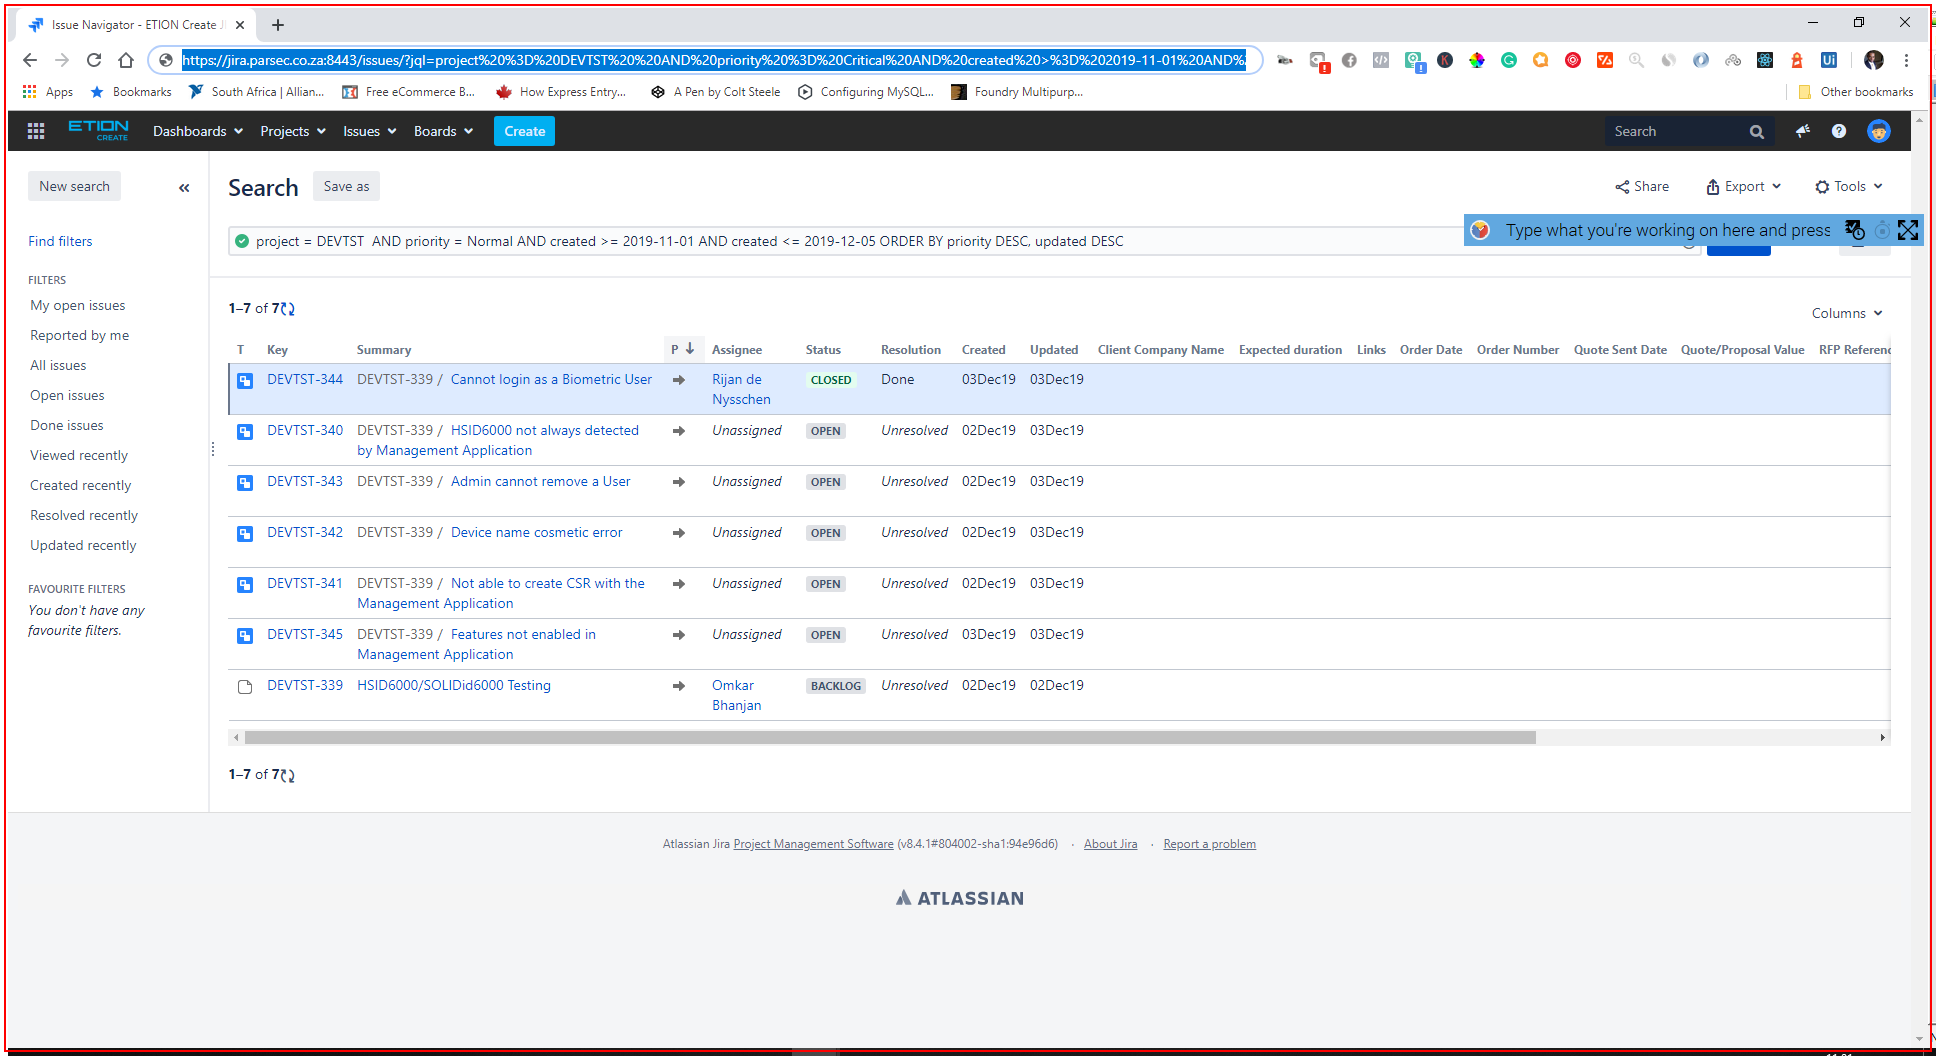 Issue Navigator - ETION Create J
https://jira.parsec.co.za:8443/issues/?jql=project%20%3D%20DEVTST%20%20AND%20priority%20%3D%20Critical%20AND%20created%20>%3D%202019-11-01%20AND%2
Apps Bookmarks South Africa | Allian... Free eCommerce B... How Express Entry... A Pen by Colt Steele Configuring MySQL... Foundry Multipurp... Other bookmarks
ETION
CREATE
Dashboards Projects Issues Boards Create Search
New search Search Save as Share Export Tools
Type what you're working on here and press
Find filters project = DEVTST  AND priority = Normal AND created >= 2019-11-01 AND created <= 2019-12-05 ORDER BY priority DESC, updated DESC
FILTERS
My open issues
Reported by me
All issues
Open issues
Done issues
Viewed recently
Created recently
Resolved recently
Updated recently
FAVOURITE FILTERS
You don't have any
favourite filters.
1–7 of 7
Columns
T Key Summary P Assignee Status Resolution Created Updated Client Company Name Expected duration Links Order Date Order Number Quote Sent Date Quote/Proposal Value RFP Referenc
DEVTST-344 DEVTST-339 / Cannot login as a Biometric User Rijan de CLOSED Done 03Dec19 03Dec19
Nysschen
DEVTST-340 DEVTST-339 / HSID6000 not always detected Unassigned OPEN Unresolved 02Dec19 03Dec19
by Management Application
DEVTST-343 DEVTST-339 / Admin cannot remove a User Unassigned OPEN Unresolved 02Dec19 03Dec19
DEVTST-342 DEVTST-339 / Device name cosmetic error Unassigned OPEN Unresolved 02Dec19 03Dec19
DEVTST-341 DEVTST-339 / Not able to create CSR with the Unassigned OPEN Unresolved 02Dec19 03Dec19
Management Application
DEVTST-345 DEVTST-339 / Features not enabled in Unassigned OPEN Unresolved 03Dec19 03Dec19
Management Application
DEVTST-339 HSID6000/SOLIDid6000 Testing Omkar BACKLOG Unresolved 02Dec19 02Dec19
Bhanjan
1–7 of 7
Atlassian Jira Project Management Software (v8.4.1#804002-sha1:94e96d6) · About Jira · Report a problem
ATLASSIAN